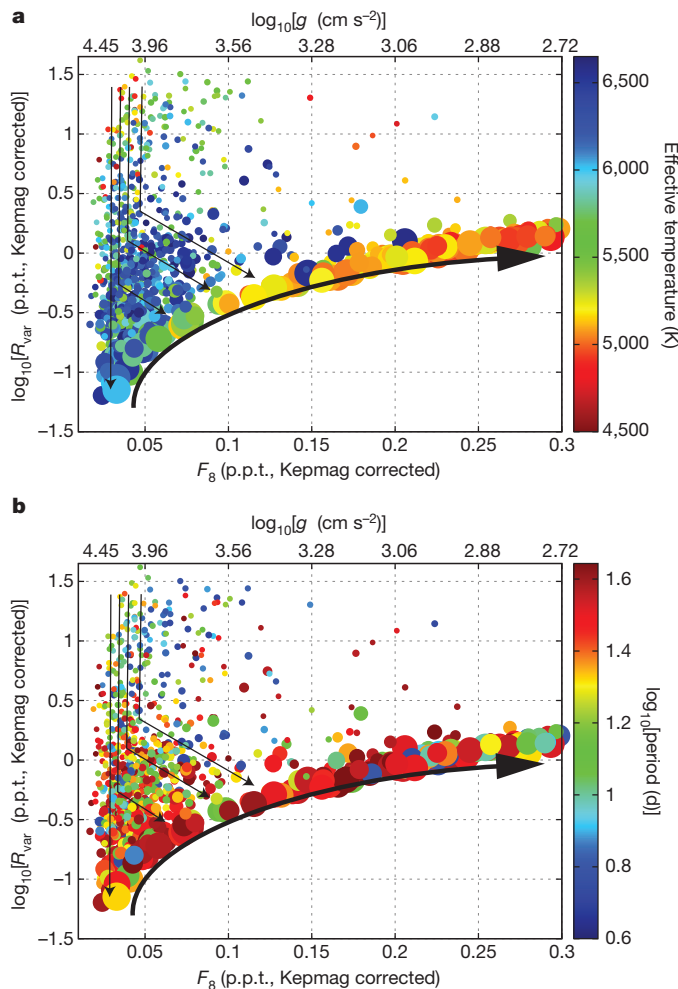 a
log10[g (cm s−2)]
4.45 3.96 3.56 3.28 3.06 2.88 2.72
1.5
1
0.5
0
−0.5
−1
−1.5
log10[Rvar (p.p.t., Kepmag corrected)]
0.05 0.1 0.15 0.2 0.25 0.3
F8 (p.p.t., Kepmag corrected)
6,500
6,000
5,000
4,500
Effective temperature (K)
b
log10[g (cm s−2)]
4.45 3.96 3.56 3.28 3.06 2.88 2.72
1.5
1
0.5
0
−0.5
−1
−1.5
log10[Rvar (p.p.t., Kepmag corrected)]
0.05 0.1 0.15 0.2 0.25 0.3
F8 (p.p.t., Kepmag corrected)
1.6
1.4
1.2
1
0.8
0.6
log10[period (d)]